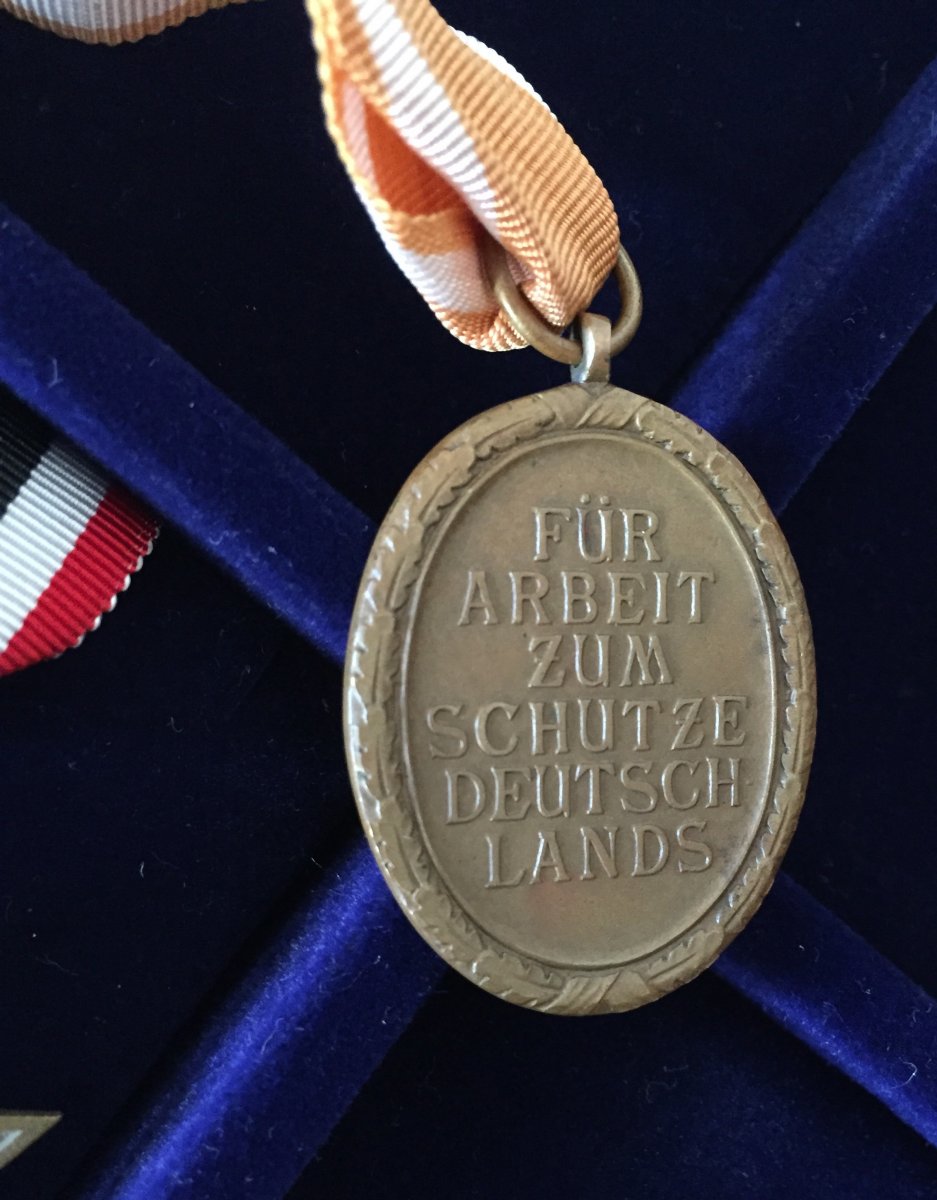 FÜR
ARBEIT
ZUM
SCHUTZE
DEUTSCH
LANDS